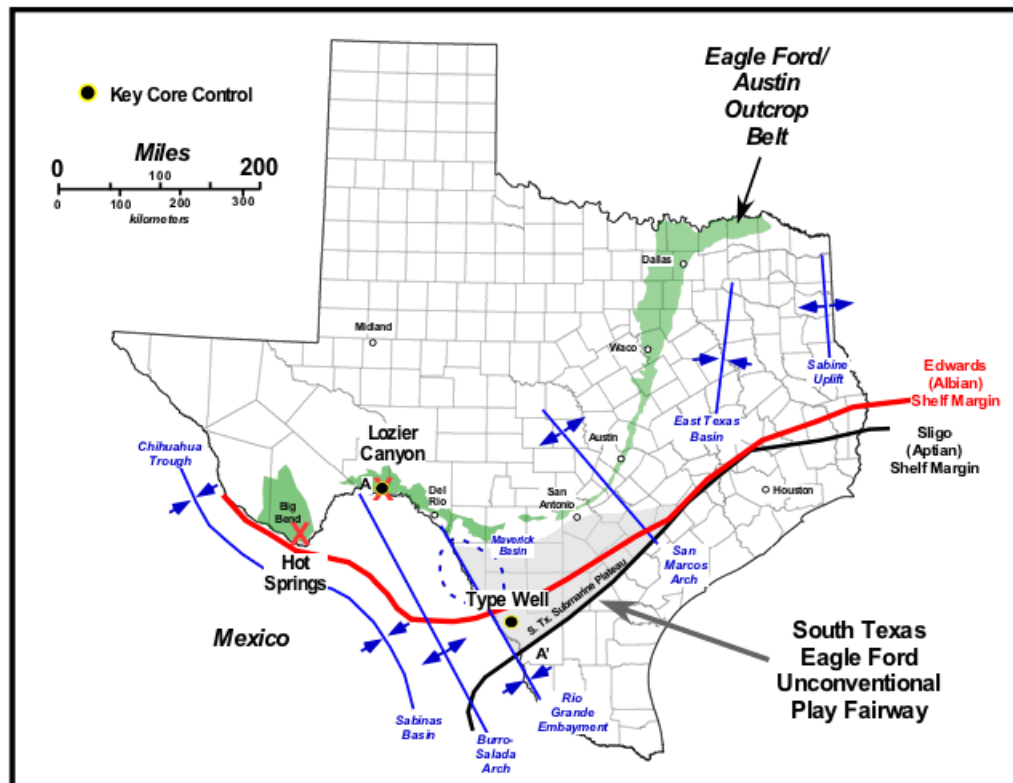 Eagle Ford/
Austin
Outcrop
Belt
Key Core Control
Miles
0
100
200
0
100
200
300
kilometers
Dallas
Midland
Waco
Sabine
Uplift
Edwards
(Albian)
Shelf Margin
East Texas
Basin
Sligo
(Aptian)
Shelf Margin
Chihuahua
Trough
Lozier
Canyon
A
Austin
Houston
Del
Rio
San
Antonio
Big
Bend
X
X
Maverick
Basin
San
Marcos
Arch
Hot
Springs
Type Well
S. Tx. Submarine Plateau
Mexico
A'
South Texas
Eagle Ford
Unconventional
Play Fairway
Rio
Grande
Embayment
Sabinas
Basin
Burro-
Salada
Arch